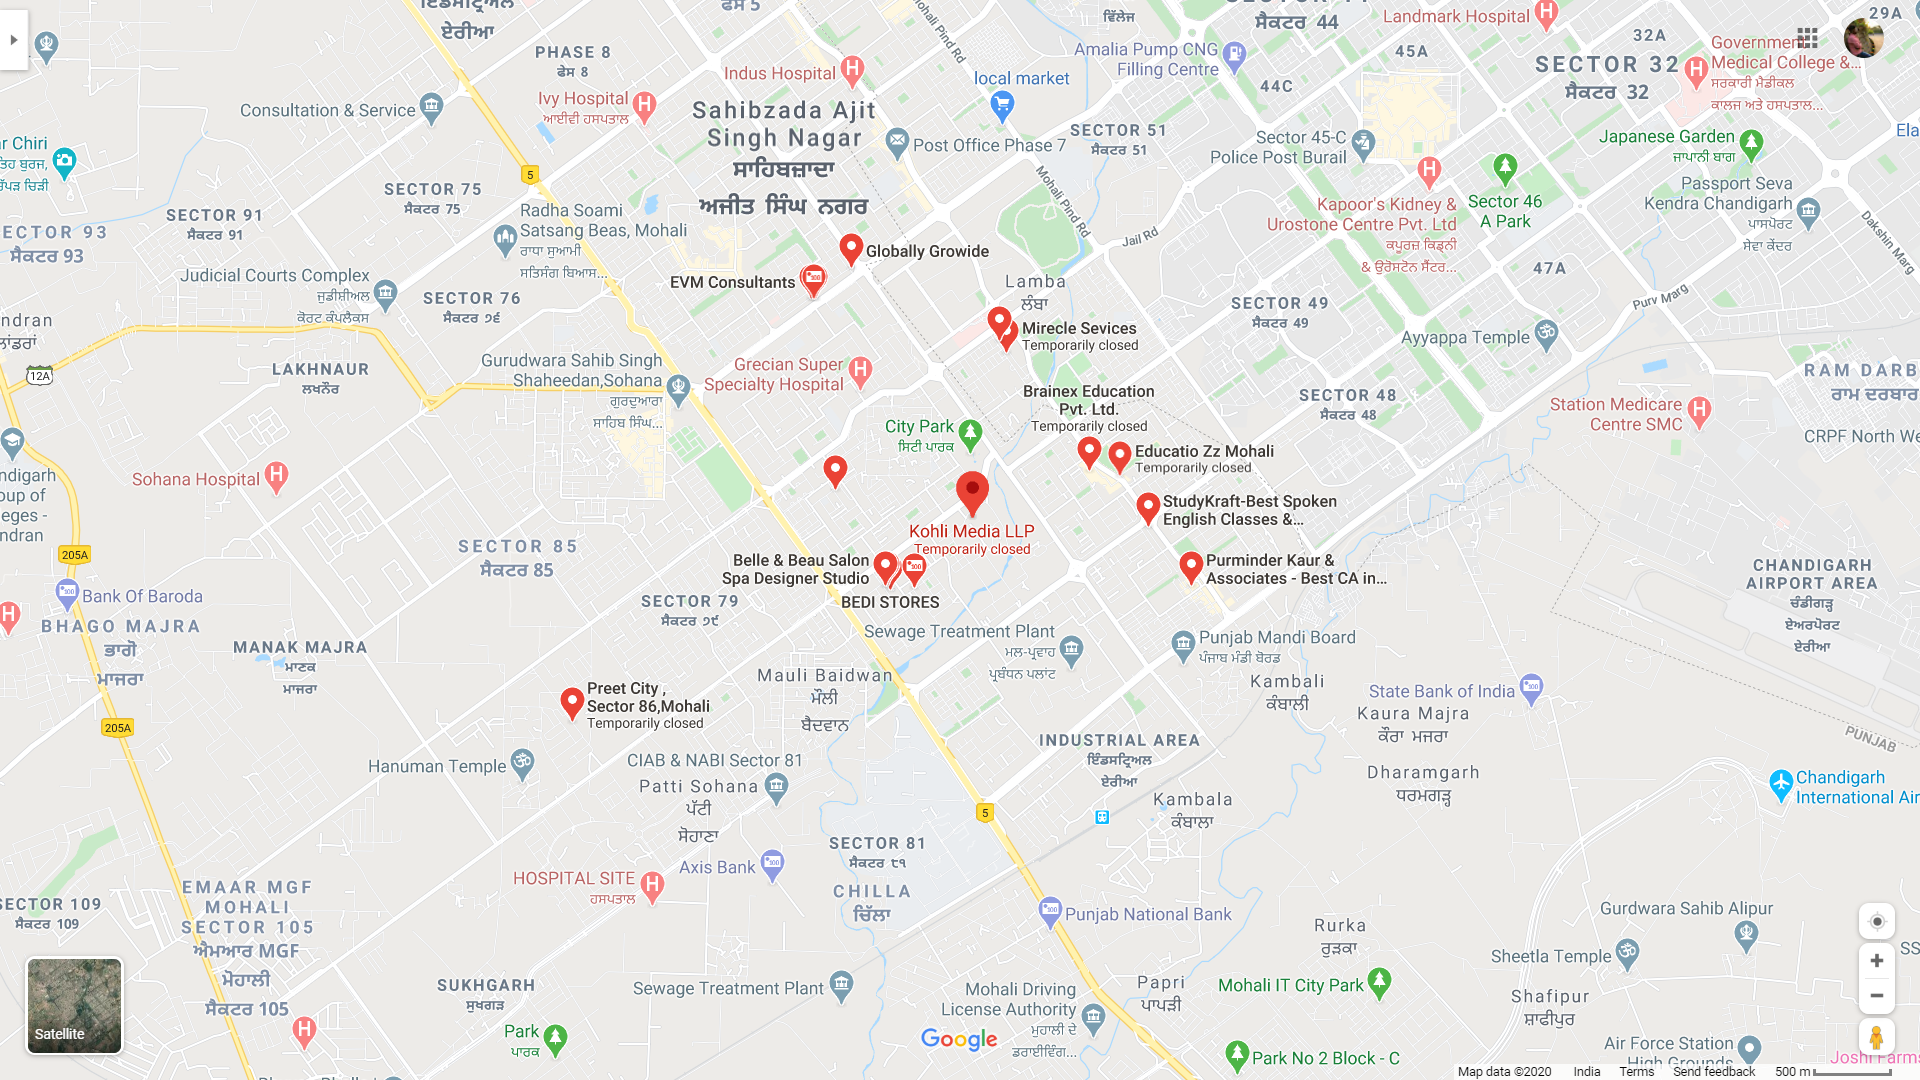 ਇੰਡਸਟ੍ਰੀਅਲ
ਏਰੀਆ
ਫੇਸ 5
Mohali Pind Rd
ਵਿੱਲੇਜ
ਸੈਕਟਰ 44
Landmark Hospital
29A
32A
45A
Government
Medical College &...
ਸਰਕਾਰੀ ਮੈਡੀਕਲ
ਕਾਲਜ ਅਤੇ ਹਸਪਤਾਲ...
PHASE 8
ਫੇਸ 8
Indus Hospital
local market
Amalia Pump CNG
Filling Centre
44C
SECTOR 32
ਸੈਕਟਰ 32
Consultation & Service
Ivy Hospital
ਆਈਵੀ ਹਸਪਤਾਲ
Sahibzada Ajit
Singh Nagar
ਸਾਹਿਬਜ਼ਾਦਾ
ਅਜੀਤ ਸਿੰਘ ਨਗਰ
Post Office Phase 7
SECTOR 51
ਸੈਕਟਰ 51
Sector 45-C
Police Post Burail
Japanese Garden
ਜਾਪਾਨੀ ਬਾਗ
Ela
r Chiri
5
SECTOR 75
ਸੈਕਟਰ 75
SECTOR 91
ਸੈਕਟਰ 91
ECTOR 93
ਸੈਕਟਰ 93
Radha Soami
Satsang Beas, Mohali
ਰਾਧਾ ਸੁਆਮੀ
ਸਤਿਸੰਗ ਬਿਆਸ...
Mohali Pind Rd
Jail Rd
Kapoor's Kidney &
Urostone Centre Pvt. Ltd
ਕਪੂਰਜ਼ ਕਿਡਨੀ
& ਉਰੋਸਟੋਨ ਸੈਂਟਰ...
Sector 46
A Park
Passport Seva
Kendra Chandigarh
ਪਾਸਪੋਰਟ
ਸੇਵਾ ਕੇਂਦਰ
Dakshin Marg
Globally Growide
EVM Consultants
Judicial Courts Complex
ਜੁਡੀਸ਼ੀਅਲ
ਕੋਰਟ ਕੰਪਲੈਕਸ
SECTOR 76
ਸੈਕਟਰ ੭੬
Lamba
ਲੰਬਾ
47A
Purv Marg
SECTOR 49
ਸੈਕਟਰ 49
ndran
ਲਾਂਡਰਾਂ
Mirecle Sevices
Temporarily closed
Ayyappa Temple
12A
LAKHNAUR
ਲਖਨੌਰ
Gurudwara Sahib Singh
Shaheedan,Sohana
ਗੁਰਦੁਆਰਾ
ਸਾਹਿਬ ਸਿੰਘ...
Grecian Super
Specialty Hospital
Brainex Education
Pvt. Ltd.
Temporarily closed
SECTOR 48
ਸੈਕਟਰ 48
RAM DARB
ਰਾਮ ਦਰਬਾਰ
Station Medicare
Centre SMC
CRPF North We
City Park
ਸਿਟੀ ਪਾਰਕ
Educatio Zz Mohali
Temporarily closed
Sohana Hospital
ndigarh
oup of
eges -
ndran
StudyKraft-Best Spoken
English Classes &...
Kohli Media LLP
Temporarily closed
205A
SECTOR 85
ਸੈਕਟਰ 85
Belle & Beau Salon
Spa Designer Studio
BEDI STORES
Purminder Kaur &
Associates - Best CA in...
CHANDIGARH
AIRPORT AREA
ਚੰਡੀਗੜ੍ਹ
ਏਅਰਪੋਰਟ
ਏਰੀਆ
Bank Of Baroda
BHAGO MAJRA
ਭਾਗੋ
ਮਾਜਰਾ
SECTOR 79
ਸੈਕਟਰ ੭੯
MANAK MAJRA
ਮਾਣਕ
ਮਾਜਰਾ
Sewage Treatment Plant
ਮਲ-ਪ੍ਰਵਾਹ
ਪ੍ਰਬੰਧਨ ਪਲਾਂਟ
Punjab Mandi Board
ਪੰਜਾਬ ਮੰਡੀ ਬੋਰਡ
Mauli Baidwan
ਮੌਲੀ
ਬੈਦਵਾਨ
Kambali
ਕੰਬਾਲੀ
State Bank of India
Kaura Majra
ਕੌਰਾ ਮਜਰਾ
Preet City ,
Sector 86,Mohali
Temporarily closed
205A
PUNJAB
INDUSTRIAL AREA
ਇੰਡਸਟ੍ਰਿਅਲ
ਏਰੀਆ
Hanuman Temple
CIAB & NABI Sector 81
Patti Sohana
ਪੱਟੀ
ਸੋਹਾਣਾ
Dharamgarh
ਧਰਮਗੜ੍ਹ
Chandigarh
International Air
Kambala
ਕੰਬਾਲਾ
5
SECTOR 81
ਸੈਕਟਰ ੮੧
Axis Bank
HOSPITAL SITE
ਹਸਪਤਾਲ
CHILLA
ਚਿੱਲਾ
EMAAR MGF
MOHALI
SECTOR 105
ਐਮਆਰ MGF
ਮੋਹਾਲੀ
ਸੈਕਟਰ 105
ECTOR 109
ਸੈਕਟਰ 109
Punjab National Bank
Rurka
ਰੁੜਕਾ
Gurdwara Sahib Alipur
Sheetla Temple
SS
SUKHGARH
ਸੁਖਗੜ
Sewage Treatment Plant
Mohali Driving
License Authority
ਮੁਹਾਲੀ ਦੇ
ਡਰਾਈਵਿੰਗ...
Papri
ਪਾਪੜੀ
Mohali IT City Park
Shafipur
ਸ਼ਾਫੀਪੁਰ
Satellite
Park
ਪਾਰਕ
Google
Park No 2 Block - C
Air Force Station
High Grounds
Joshi Farms
Map data ©2020 India Terms Send feedback 500 m